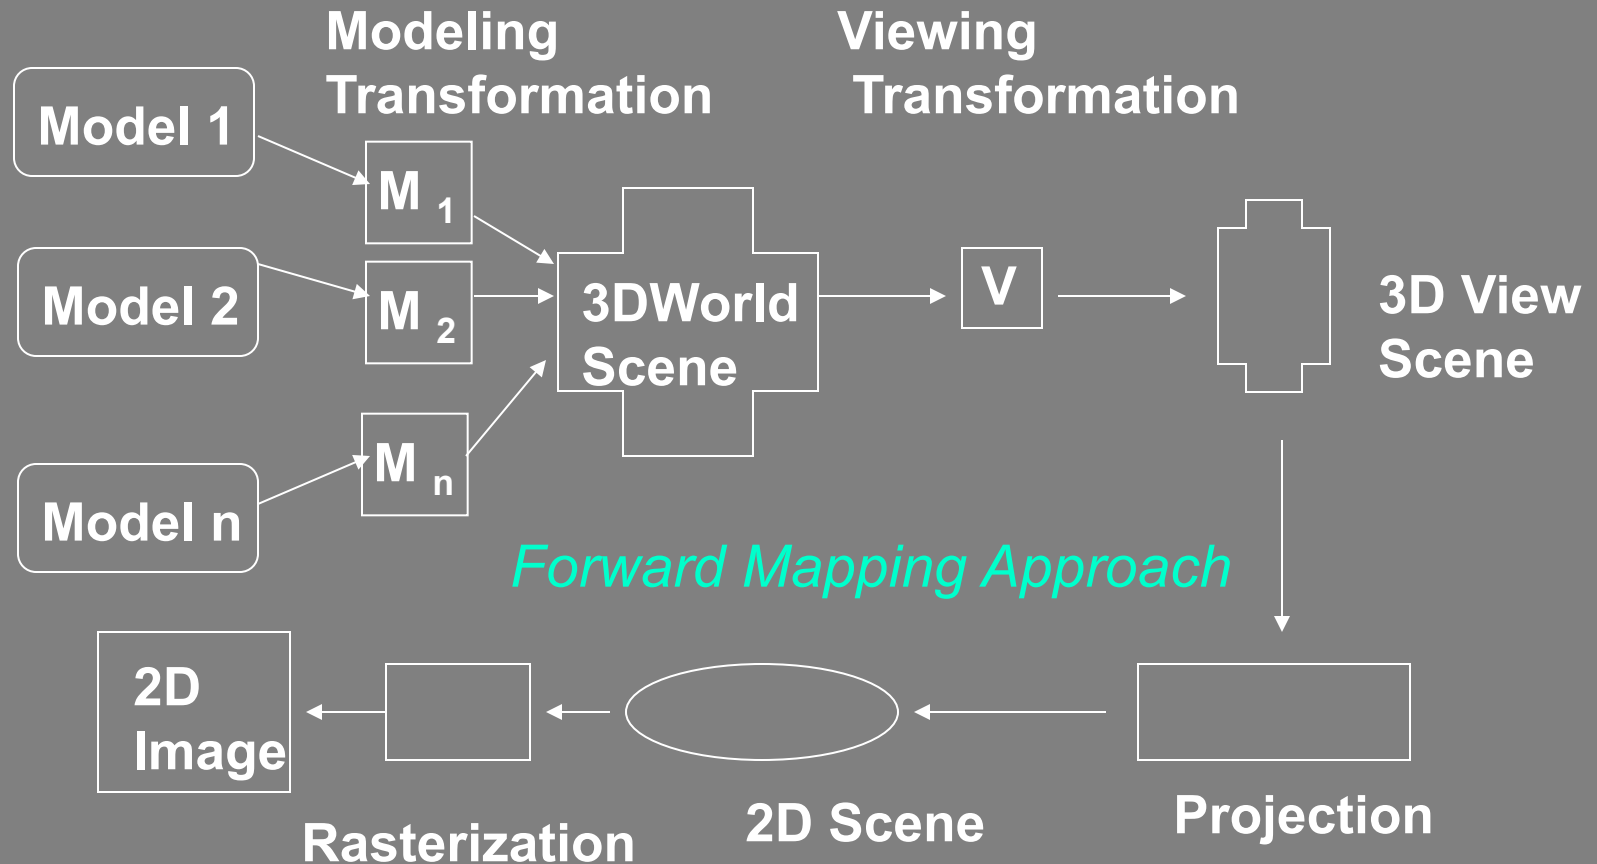 Modeling
Transformation
Viewing
Transformation
Model 1
M 1
Model 2
M 2
3DWorld
Scene
V
3D View
Scene
Model n
M n
Forward Mapping Approach
2D
Image
Rasterization
2D Scene
Projection